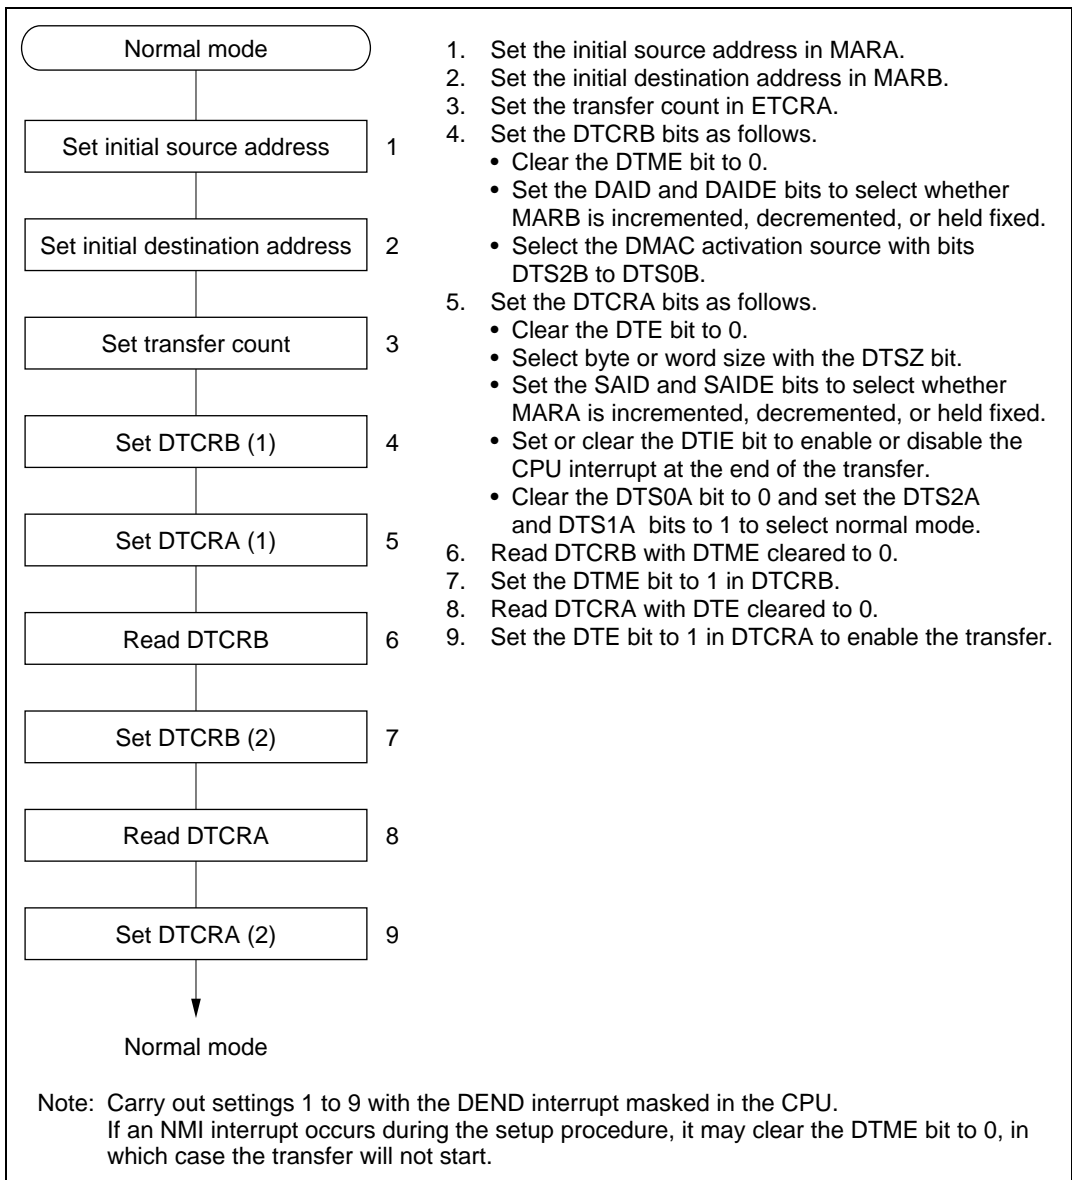 Normal mode
Set initial source address 1
Set initial destination address 2
Set transfer count 3
Set DTCRB (1) 4
Set DTCRA (1) 5
Read DTCRB 6
Set DTCRB (2) 7
Read DTCRA 8
Set DTCRA (2) 9
Normal mode
1. Set the initial source address in MARA.
2. Set the initial destination address in MARB.
3. Set the transfer count in ETCRA.
4. Set the DTCRB bits as follows.
• Clear the DTME bit to 0.
• Set the DAID and DAIDE bits to select whether
MARB is incremented, decremented, or held fixed.
• Select the DMAC activation source with bits
DTS2B to DTS0B.
5. Set the DTCRA bits as follows.
• Clear the DTE bit to 0.
• Select byte or word size with the DTSZ bit.
• Set the SAID and SAIDE bits to select whether
MARA is incremented, decremented, or held fixed.
• Set or clear the DTIE bit to enable or disable the
CPU interrupt at the end of the transfer.
• Clear the DTS0A bit to 0 and set the DTS2A
and DTS1A bits to 1 to select normal mode.
6. Read DTCRB with DTME cleared to 0.
7. Set the DTME bit to 1 in DTCRB.
8. Read DTCRA with DTE cleared to 0.
9. Set the DTE bit to 1 in DTCRA to enable the transfer.
Note: Carry out settings 1 to 9 with the DEND interrupt masked in the CPU.
If an NMI interrupt occurs during the setup procedure, it may clear the DTME bit to 0, in
which case the transfer will not start.